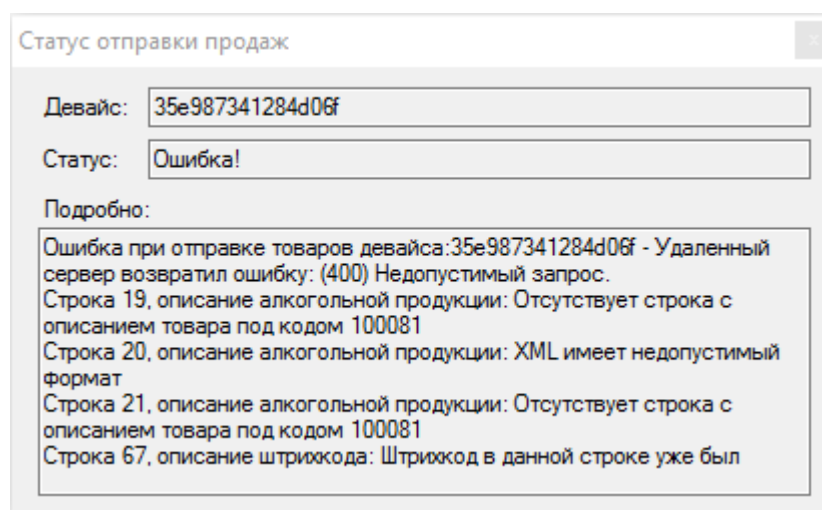 Статус отправки продаж
Девайс: 35e987341284d06f
Статус: Ошибка!
Подробно:
Ошибка при отправке товаров девайса:35e987341284d06f - Удаленный
сервер возвратил ошибку: (400) Недопустимый запрос.
Строка 19, описание алкогольной продукции: Отсутствует строка с
описанием товара под кодом 100081
Строка 20, описание алкогольной продукции: XML имеет недопустимый
формат
Строка 21, описание алкогольной продукции: Отсутствует строка с
описанием товара под кодом 100081
Строка 67, описание штрихкода: Штрихкод в данной строке уже был